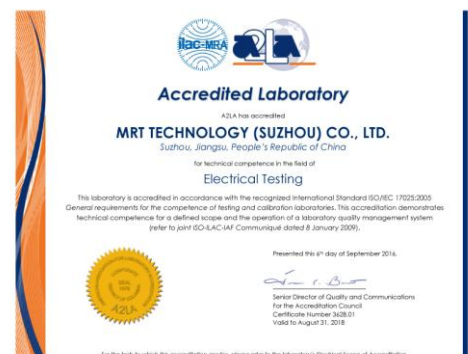 ilac-MRA
A2LA
Accredited Laboratory
A2LA has accredited
MRT TECHNOLOGY (SUZHOU) CO., LTD.
Suzhou, Jiangsu, People's Republic of China
for technical competence in the field of
Electrical Testing
This laboratory is accredited in accordance with the recognized International Standard ISO/IEC 17025:2005
General requirements for the competence of testing and calibration laboratories. This accreditation demonstrates
technical competence for a defined scope and the operation of a laboratory quality management system
(refer to joint ISO-ILAC-IAF Communiqué dated 8 January 2009).
Presented this 6th day of September 2016.
Senior Director of Quality and Communications
For the Accreditation Council
Certificate Number 3628.01
Valid to August 31, 2018
SEAL
A2LA